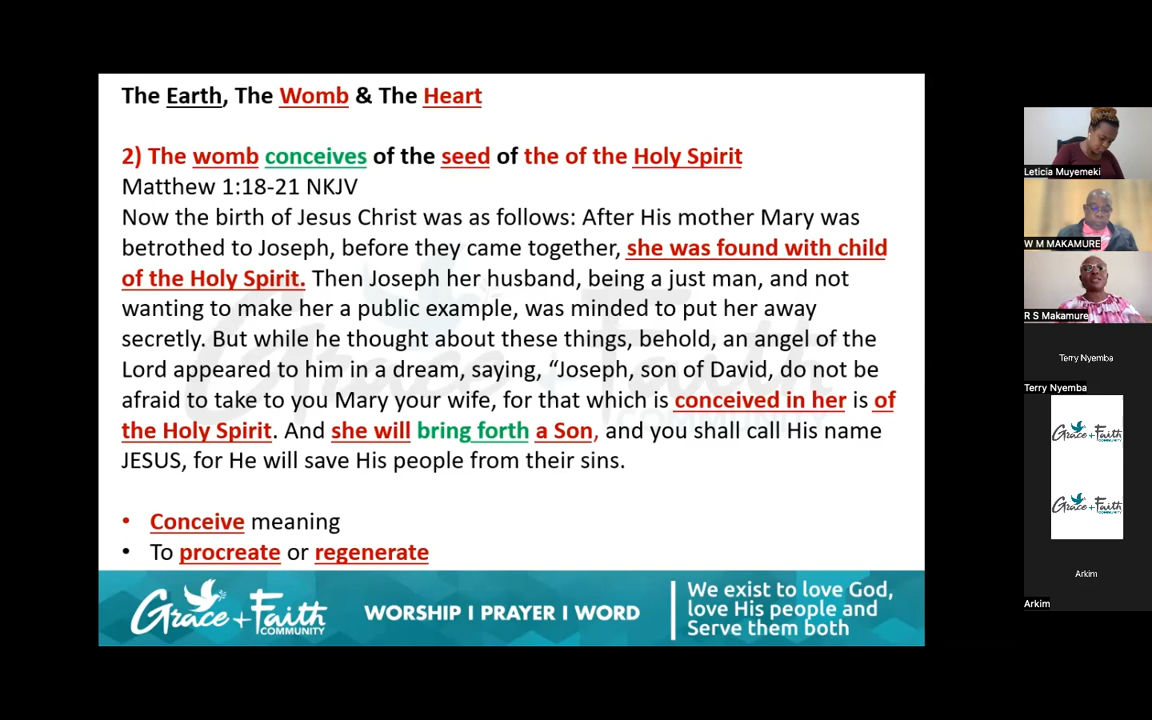 The Earth, The Womb & The Heart
2) The womb conceives of the seed of the of the Holy Spirit
Matthew 1:18-21 NKJV
Now the birth of Jesus Christ was as follows: After His mother Mary was
betrothed to Joseph, before they came together, she was found with child
of the Holy Spirit. Then Joseph her husband, being a just man, and not
wanting to make her a public example, was minded to put her away
secretly. But while he thought about these things, behold, an angel of the
Lord appeared to him in a dream, saying, “Joseph, son of David, do not be
afraid to take to you Mary your wife, for that which is conceived in her is of
the Holy Spirit. And she will bring forth a Son, and you shall call His name
JESUS, for He will save His people from their sins.
• Conceive meaning
• To procreate or regenerate
Grace + Faith
COMMUNITY
WORSHIP I PRAYER I WORD
We exist to love God,
love His people and
Serve them both
Leticia Muyemeki
W M MAKAMURE
R S Makamure
Terry Nyemba
Terry Nyemba
Grace + Faith
Grace + Faith
Arkim
Arkim